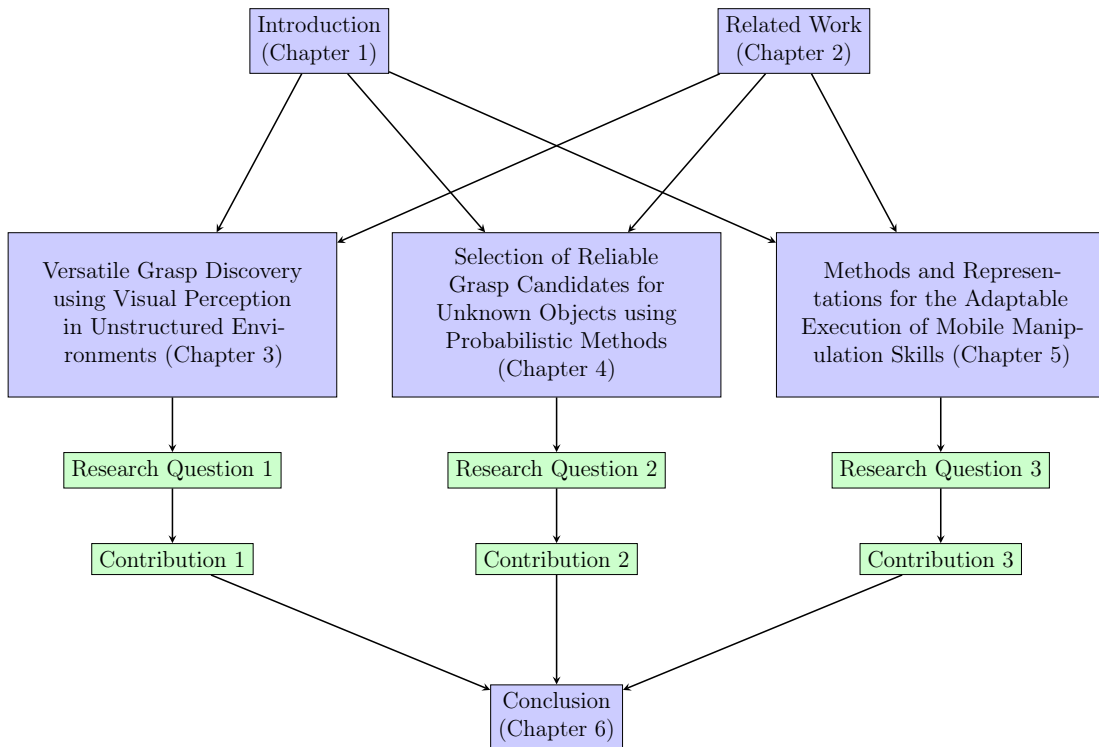 Introduction
(Chapter 1)
Related Work
(Chapter 2)
Versatile Grasp Discovery
using Visual Perception
in Unstructured Envi-
ronments (Chapter 3)
Selection of Reliable
Grasp Candidates for
Unknown Objects using
Probabilistic Methods
(Chapter 4)
Methods and Represen-
tations for the Adaptable
Execution of Mobile Manip-
ulation Skills (Chapter 5)
Research Question 1
Research Question 2
Research Question 3
Contribution 1
Contribution 2
Contribution 3
Conclusion
(Chapter 6)